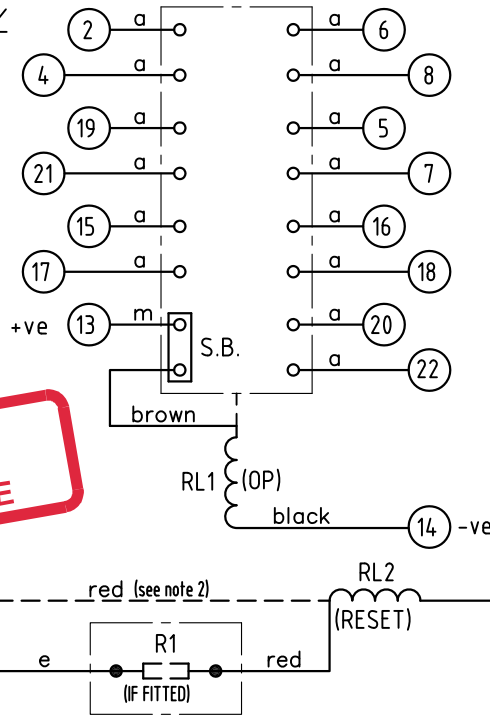 2 a a 6
4 a a 8
19 a a 5
21 a a 7
15 a a 16
17 a a 18
+ve 13 m a 20
S.B.
a 22
brown
RL1 (OP)
black 14 -ve
E
red (see note 2) RL2
(RESET)
e R1 red
(IF FITTED)